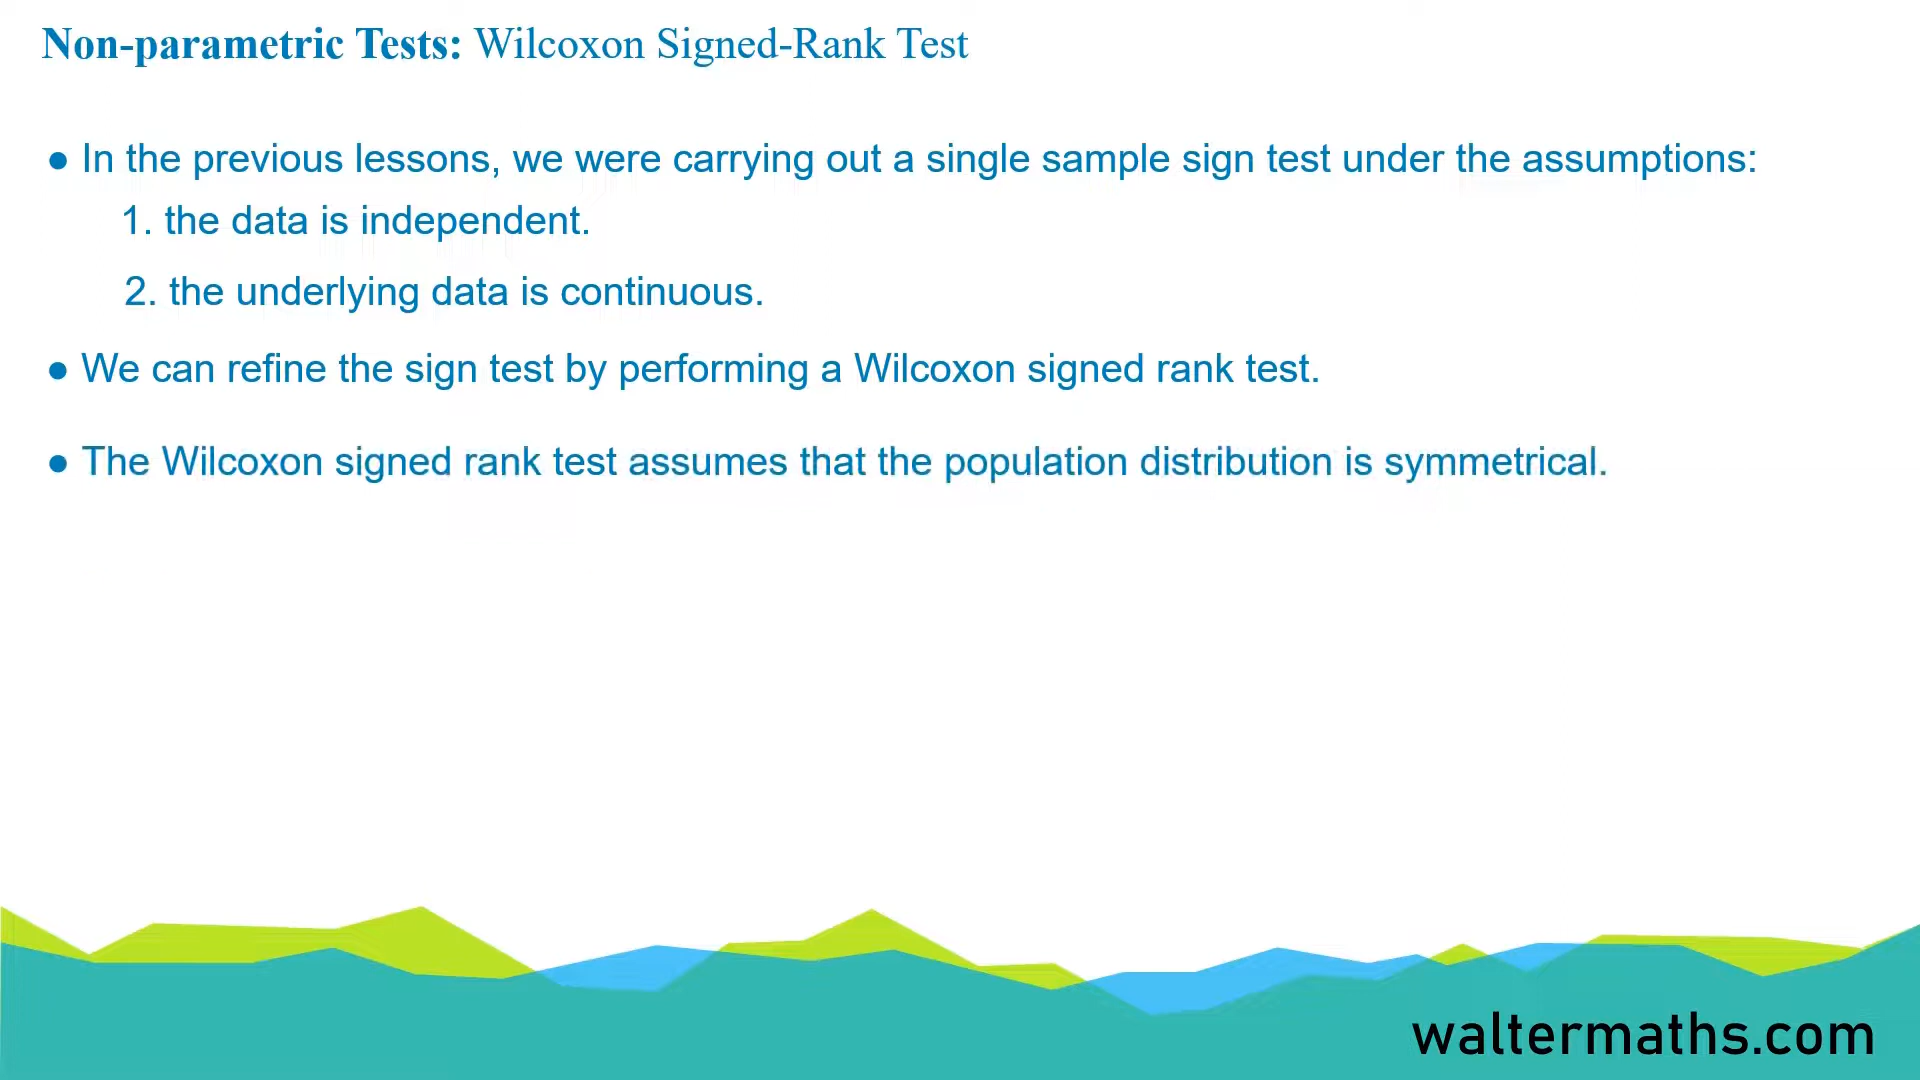 Non-parametric Tests: Wilcoxon Signed-Rank Test
● In the previous lessons, we were carrying out a single sample sign test under the assumptions:
1. the data is independent.
2. the underlying data is continuous.
● We can refine the sign test by performing a Wilcoxon signed rank test.
● The Wilcoxon signed rank test assumes that the population distribution is symmetrical.
waltermaths.com